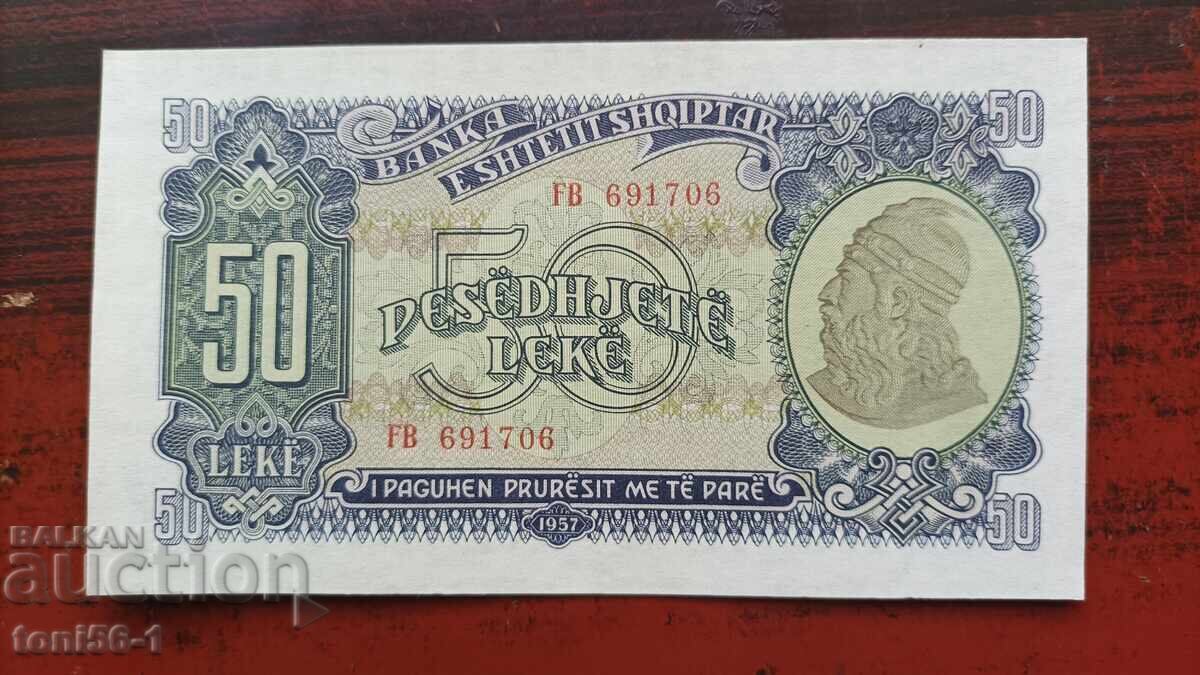 50
50
BANKA
E SHTETIT SHQIPTAR
FB 691706
50
50
PESËDHJETË
LEKË
FB 691706
LEKË
I PAGUHEN PRURËSIT ME TË PARË
1957
50
50
BALKAN
auction
toni56-1